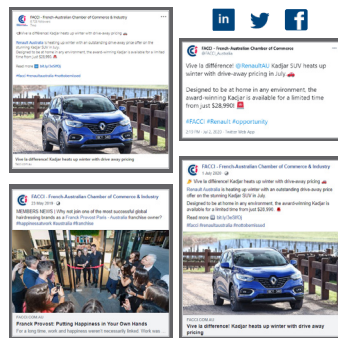 FACCI - French-Australian Chamber of Commerce & Industry
Vive la différence! Kadjar SUV heats up winter with drive-away pricing
Renault Australia is heating up winter with an outstanding drive-away price offer on the
stunning Kadjar SUV in July.
Designed to be at home in any environment, the award-winning Kadjar is available for a limited time
from just $28,990!
Read more
#facci #renaultaustralia
Vive la différence! Kadjar heats up winter with drive-away pricing
in
FACCI - French-Australian Chamber of Commerce
Vive la différence! @RenaultAU Kadjar SUV heats up
winter with drive-away pricing in July
Designed to be at home in any environment, the
award-winning Kadjar is available for a limited time
from just $28,990!
#FACCI #Renault #opportunity
2:15 PM · Jul 2, 2020 · Twitter Web App
FACCI - French-Australian Chamber of Commerce & Industry
23 May 2019
MEMBERS NEWS | Why not join one of the most successful global
hairdressing brands as a Franck Provost Paris - Australia franchise owner?
#happinessatwork #australia #franchise
FACCI.COM.AU
Franck Provost: Putting Happiness in Your Own Hands
For a long time, work and happiness weren't necessarily linked. Work was
FACCI - French-Australian Chamber of Commerce & Industry
1 July 2020
Vive la différence! Kadjar SUV heats up winter with drive-away pricing
Renault Australia is heating up winter with an outstanding drive-away price
offer on the stunning Kadjar SUV in July.
Designed to be at home in any environment, the award-winning Kadjar is
available for a limited time from just $28,990.
Read more
#facci #renaultaustralia
FACCI.COM.AU
Vive la différence! Kadjar heats up winter with drive-away
pricing